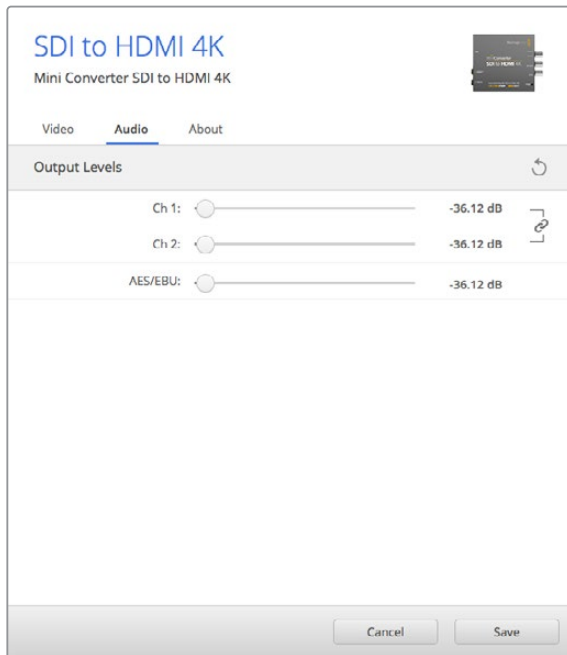 SDI to HDMI 4K
Mini Converter SDI to HDMI 4K
Video Audio About
Output Levels
Ch 1: -36.12 dB
Ch 2: -36.12 dB
AES/EBU: -36.12 dB
Cancel Save